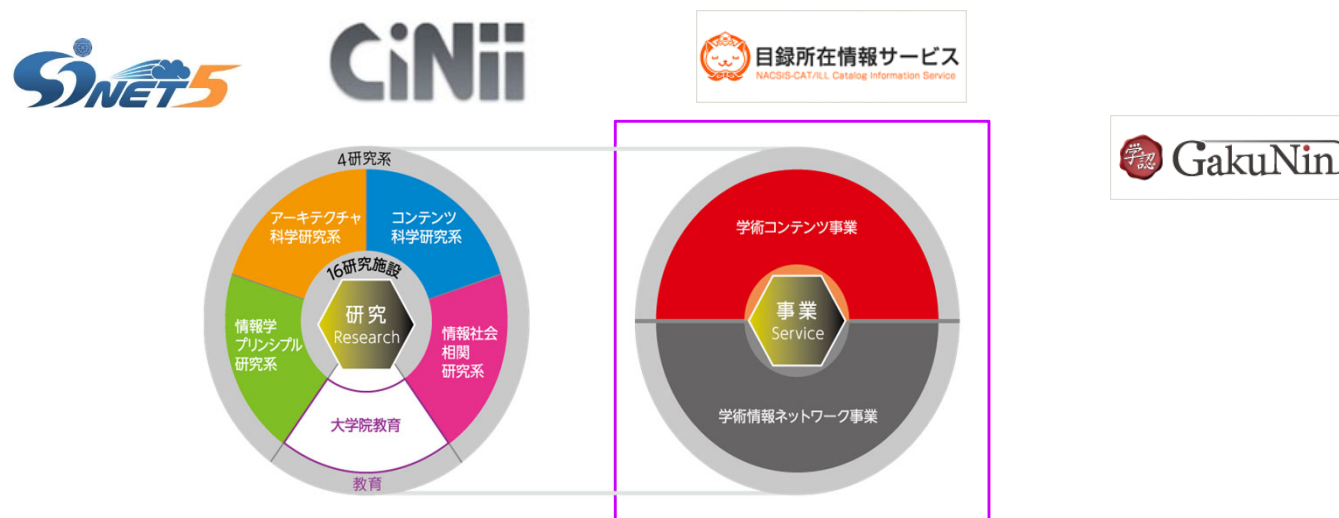 SINET5
CiNii
目録所在情報サービス
NACSIS-CAT/ILL Catalog Information Service
学認 GakuNin
4研究系
アーキテクチャ
科学研究系
コンテンツ
科学研究系
16研究施設
研究
Research
情報学
プリンシプル
研究系
情報社会
相関
研究系
大学院教育
教育
学術コンテンツ事業
事業
Service
学術情報ネットワーク事業